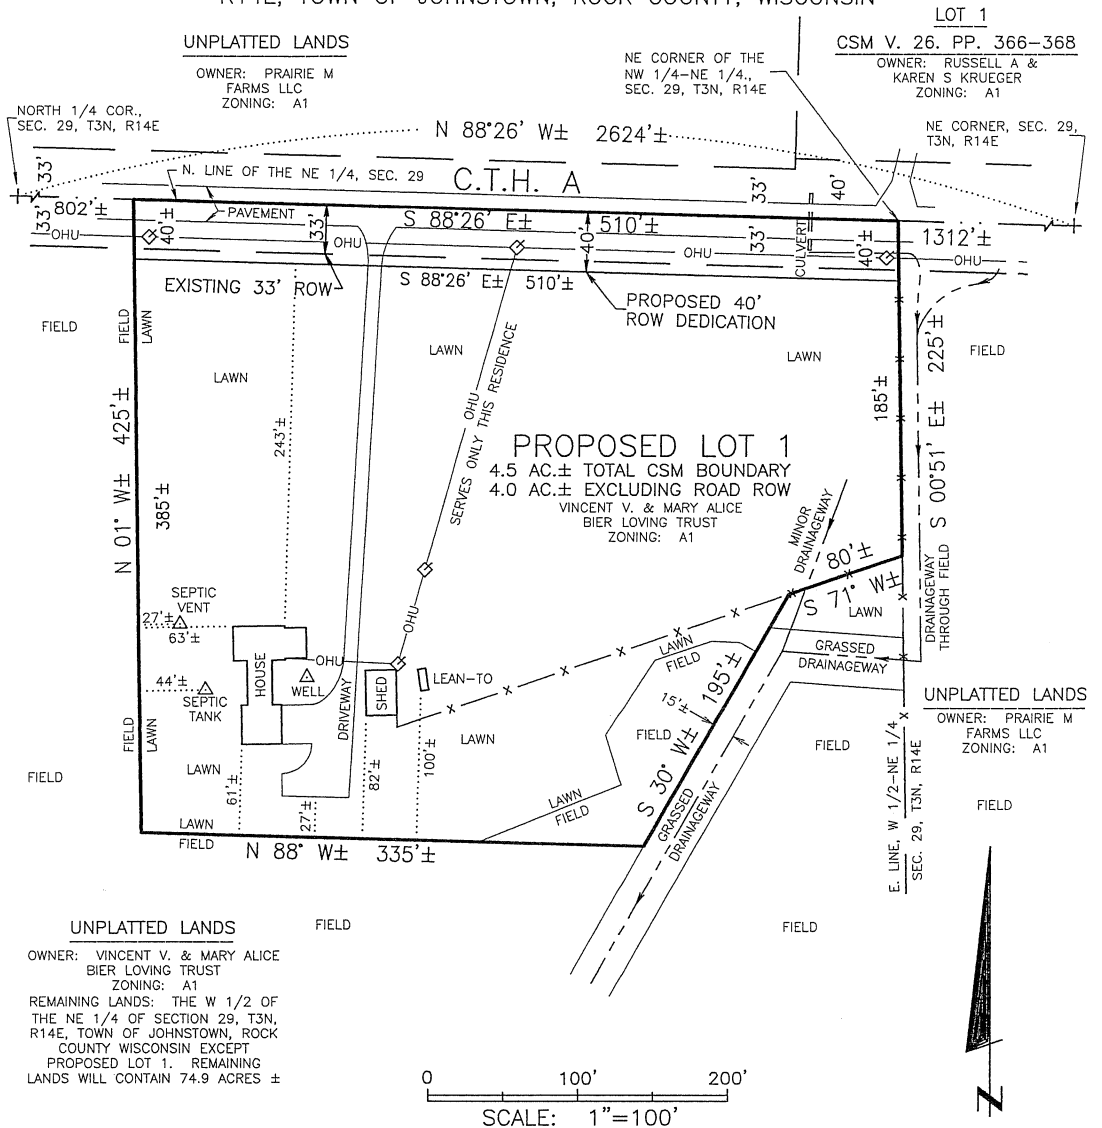 R14E, TOWN OF JOHNSTOWN, ROCK COUNTY, WISCONSIN
LOT 1
CSM V. 26. PP. 366-368
OWNER: RUSSELL A &
KAREN S KRUEGER
ZONING: A1
UNPLATTED LANDS
OWNER: PRAIRIE M
FARMS LLC
ZONING: A1
NE CORNER OF THE
NW 1/4-NE 1/4.,
SEC. 29, T3N, R14E
NORTH 1/4 COR.,
SEC. 29, T3N, R14E
NE CORNER, SEC. 29,
T3N, R14E
N 88°26' W± 2624'±
33'
N. LINE OF THE NE 1/4, SEC. 29
C.T.H. A
33'
40'
33'
802'±
40'±
PAVEMENT
33'
S 88°26' E± 510'±
40'
33'
CULVERT
40'±
1312'±
OHU
OHU
OHU
OHU
EXISTING 33' ROW
S 88°26' E± 510'±
PROPOSED 40'
ROW DEDICATION
FIELD
FIELD
LAWN
LAWN
LAWN
LAWN
FIELD
N 01° W± 425'±
385'±
243'±
OHU
SERVES ONLY THIS RESIDENCE
185'±
S 00°51' E± 225'±
PROPOSED LOT 1
4.5 AC.± TOTAL CSM BOUNDARY
4.0 AC.± EXCLUDING ROAD ROW
VINCENT V. & MARY ALICE
BIER LOVING TRUST
ZONING: A1
MINOR
DRAINAGEWAY
80'±
S 71° W±
LAWN
DRAINAGEWAY
THROUGH FIELD
SEPTIC
VENT
27'±
63'±
OHU
OHU
HOUSE
WELL
44'±
SEPTIC
TANK
DRIVEWAY
SHED
LEAN-TO
LAWN
FIELD
GRASSED
DRAINAGEWAY
195'±
S 30° W±
15'±
FIELD
LAWN
FIELD
LAWN
FIELD
LAWN
61'±
27'±
82'±
100'±
LAWN
FIELD
FIELD
GRASSED
DRAINAGEWAY
E. LINE, W 1/2-NE 1/4
SEC. 29, T3N, R14E
UNPLATTED LANDS
OWNER: PRAIRIE M
FARMS LLC
ZONING: A1
FIELD
LAWN
FIELD
N 88° W± 335'±
UNPLATTED LANDS
OWNER: VINCENT V. & MARY ALICE
BIER LOVING TRUST
ZONING: A1
REMAINING LANDS: THE W 1/2 OF
THE NE 1/4 OF SECTION 29, T3N,
R14E, TOWN OF JOHNSTOWN, ROCK
COUNTY WISCONSIN EXCEPT
PROPOSED LOT 1. REMAINING
LANDS WILL CONTAIN 74.9 ACRES ±
FIELD
FIELD
0 100' 200'
SCALE: 1"=100'
N